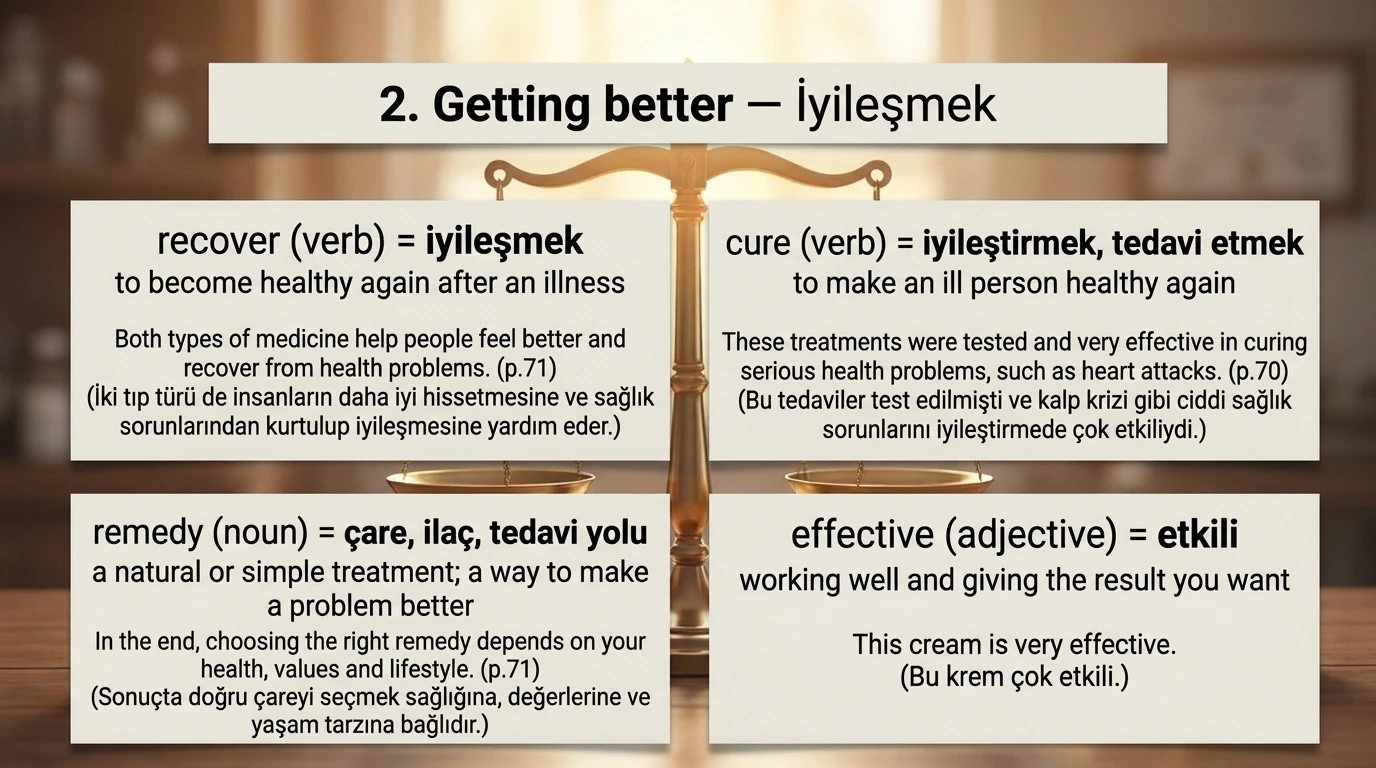 2. Getting better — İyileşmek
recover (verb) = iyileşmek
to become healthy again after an illness
Both types of medicine help people feel better and
recover from health problems. (p.71)
(İki tıp türü de insanların daha iyi hissetmesine ve sağlık
sorunlarından kurtulup iyileşmesine yardım eder.)
cure (verb) = iyileştirmek, tedavi etmek
to make an ill person healthy again
These treatments were tested and very effective in curing
serious health problems, such as heart attacks. (p.70)
(Bu tedaviler test edilmişti ve kalp krizi gibi ciddi sağlık
sorunlarını iyileştirmede çok etkiliydi.)
remedy (noun) = çare, ilaç, tedavi yolu
a natural or simple treatment; a way to make
a problem better
In the end, choosing the right remedy depends on your
health, values and lifestyle. (p.71)
(Sonuçta doğru çareyi seçmek sağlığına, değerlerine ve
yaşam tarzına bağlıdır.)
effective (adjective) = etkili
working well and giving the result you want
This cream is very effective.
(Bu krem çok etkili.)